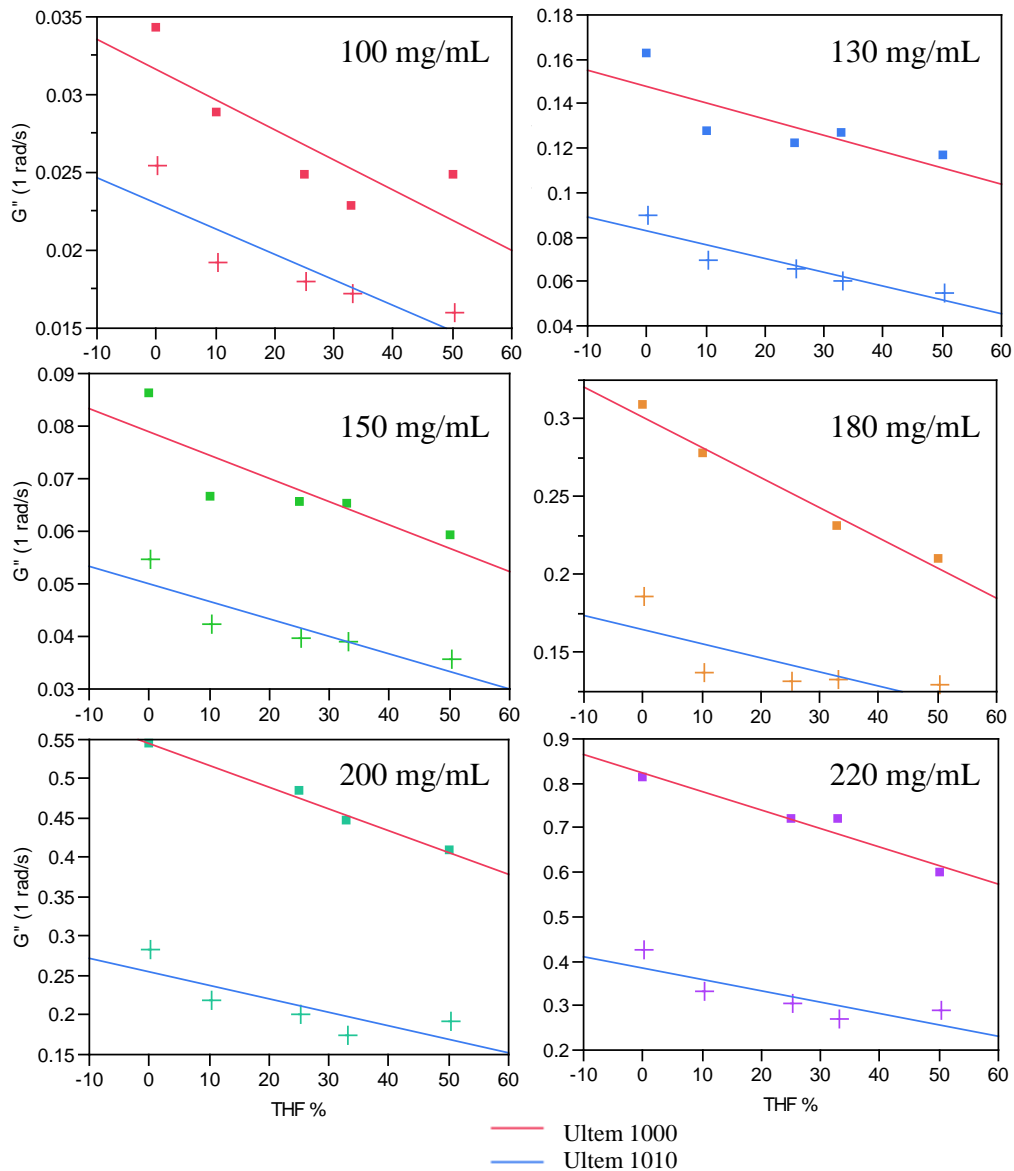 100 mg/mL
G" (1 rad/s)
0.035
0.03
0.025
0.02
0.015
-10 0 10 20 30 40 50 60
130 mg/mL
0.18
0.16
0.14
0.12
0.1
0.08
0.06
0.04
-10 0 10 20 30 40 50 60
150 mg/mL
G" (1 rad/s)
0.09
0.08
0.07
0.06
0.05
0.04
0.03
-10 0 10 20 30 40 50 60
180 mg/mL
0.3
0.25
0.2
0.15
-10 0 10 20 30 40 50 60
200 mg/mL
G" (1 rad/s)
0.55
0.5
0.45
0.4
0.35
0.3
0.25
0.2
0.15
-10 0 10 20 30 40 50 60
THF %
220 mg/mL
0.9
0.8
0.7
0.6
0.5
0.4
0.3
0.2
-10 0 10 20 30 40 50 60
THF %
Ultem 1000
Ultem 1010